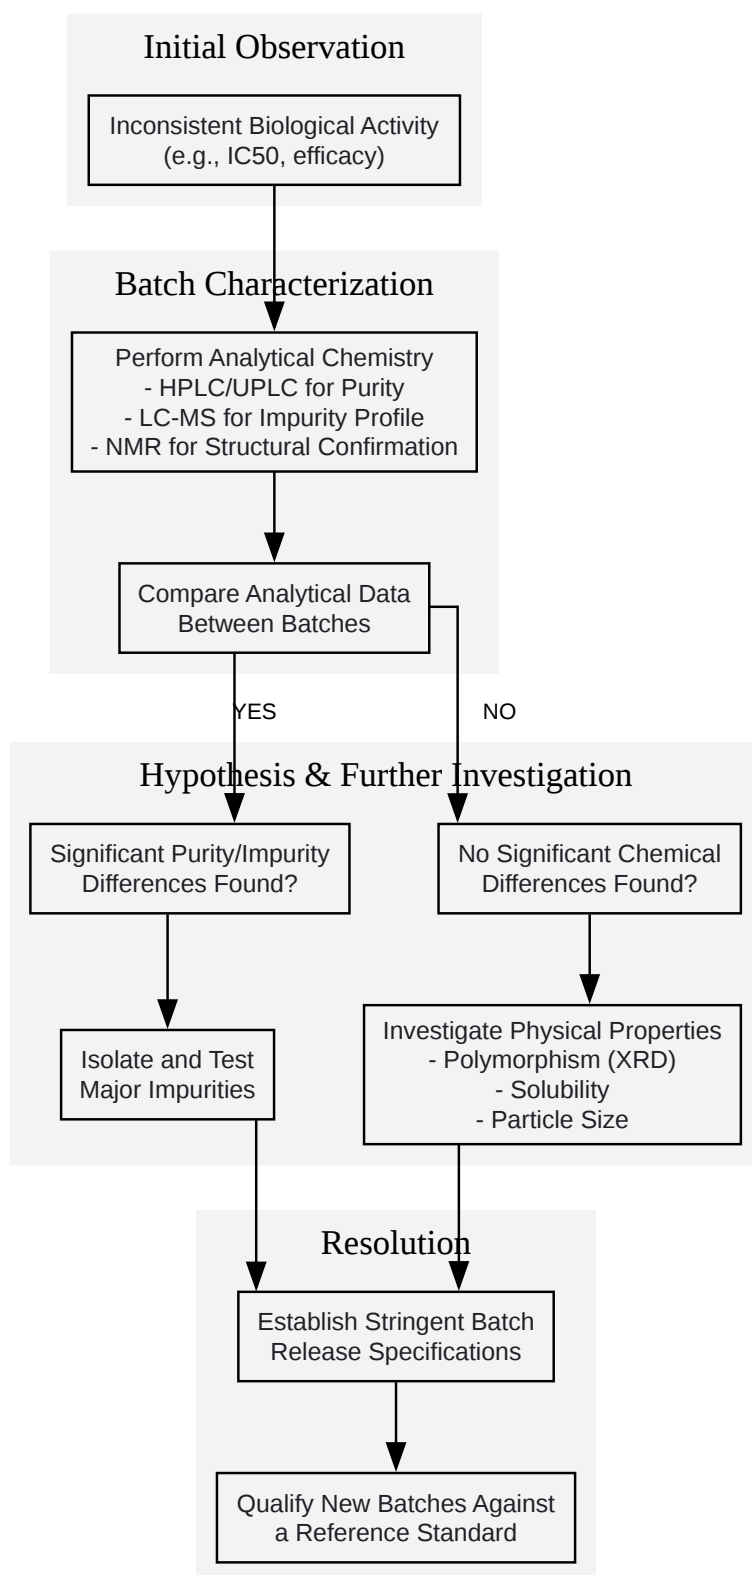 Initial Observation
Inconsistent Biological Activity
(e.g., IC50, efficacy)
Batch Characterization
Perform Analytical Chemistry
- HPLC/UPLC for Purity
- LC-MS for Impurity Profile
- NMR for Structural Confirmation
Compare Analytical Data
Between Batches
YES
NO
Hypothesis & Further Investigation
Significant Purity/Impurity
Differences Found?
No Significant Chemical
Differences Found?
Isolate and Test
Major Impurities
Investigate Physical Properties
- Polymorphism (XRD)
- Solubility
- Particle Size
Resolution
Establish Stringent Batch
Release Specifications
Qualify New Batches Against
a Reference Standard